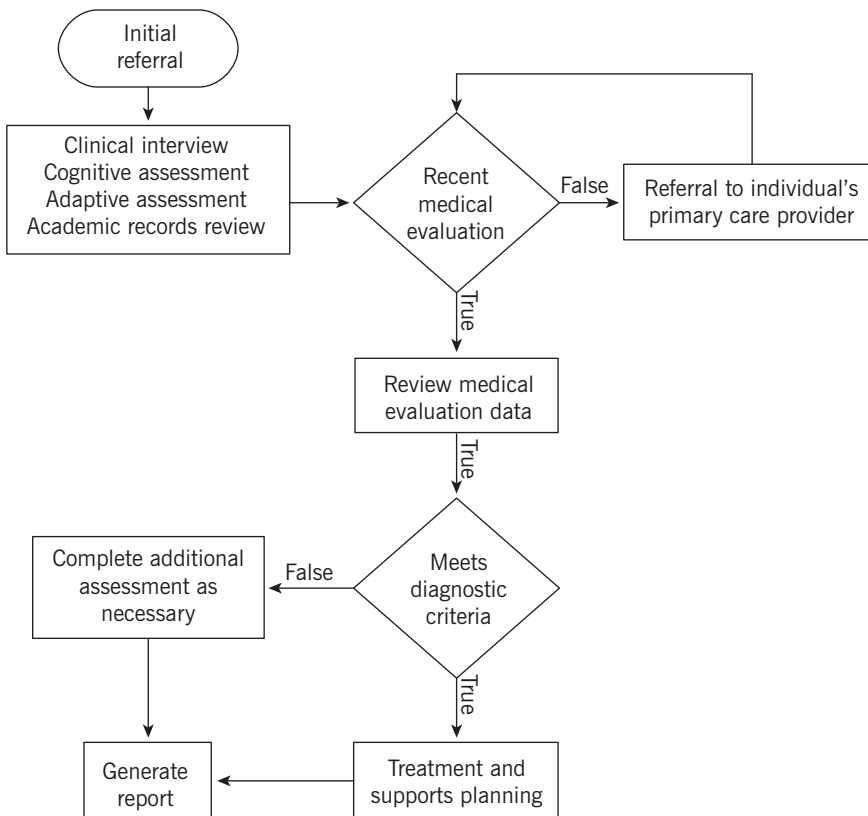 Initial
referral
Clinical interview
Cognitive assessment
Adaptive assessment
Academic records review
Recent
medical
evaluation
False
Referral to individual's
primary care provider
True
Review medical
evaluation data
True
Meets
diagnostic
criteria
False
Complete additional
assessment as
necessary
True
Treatment and
supports planning
Generate
report